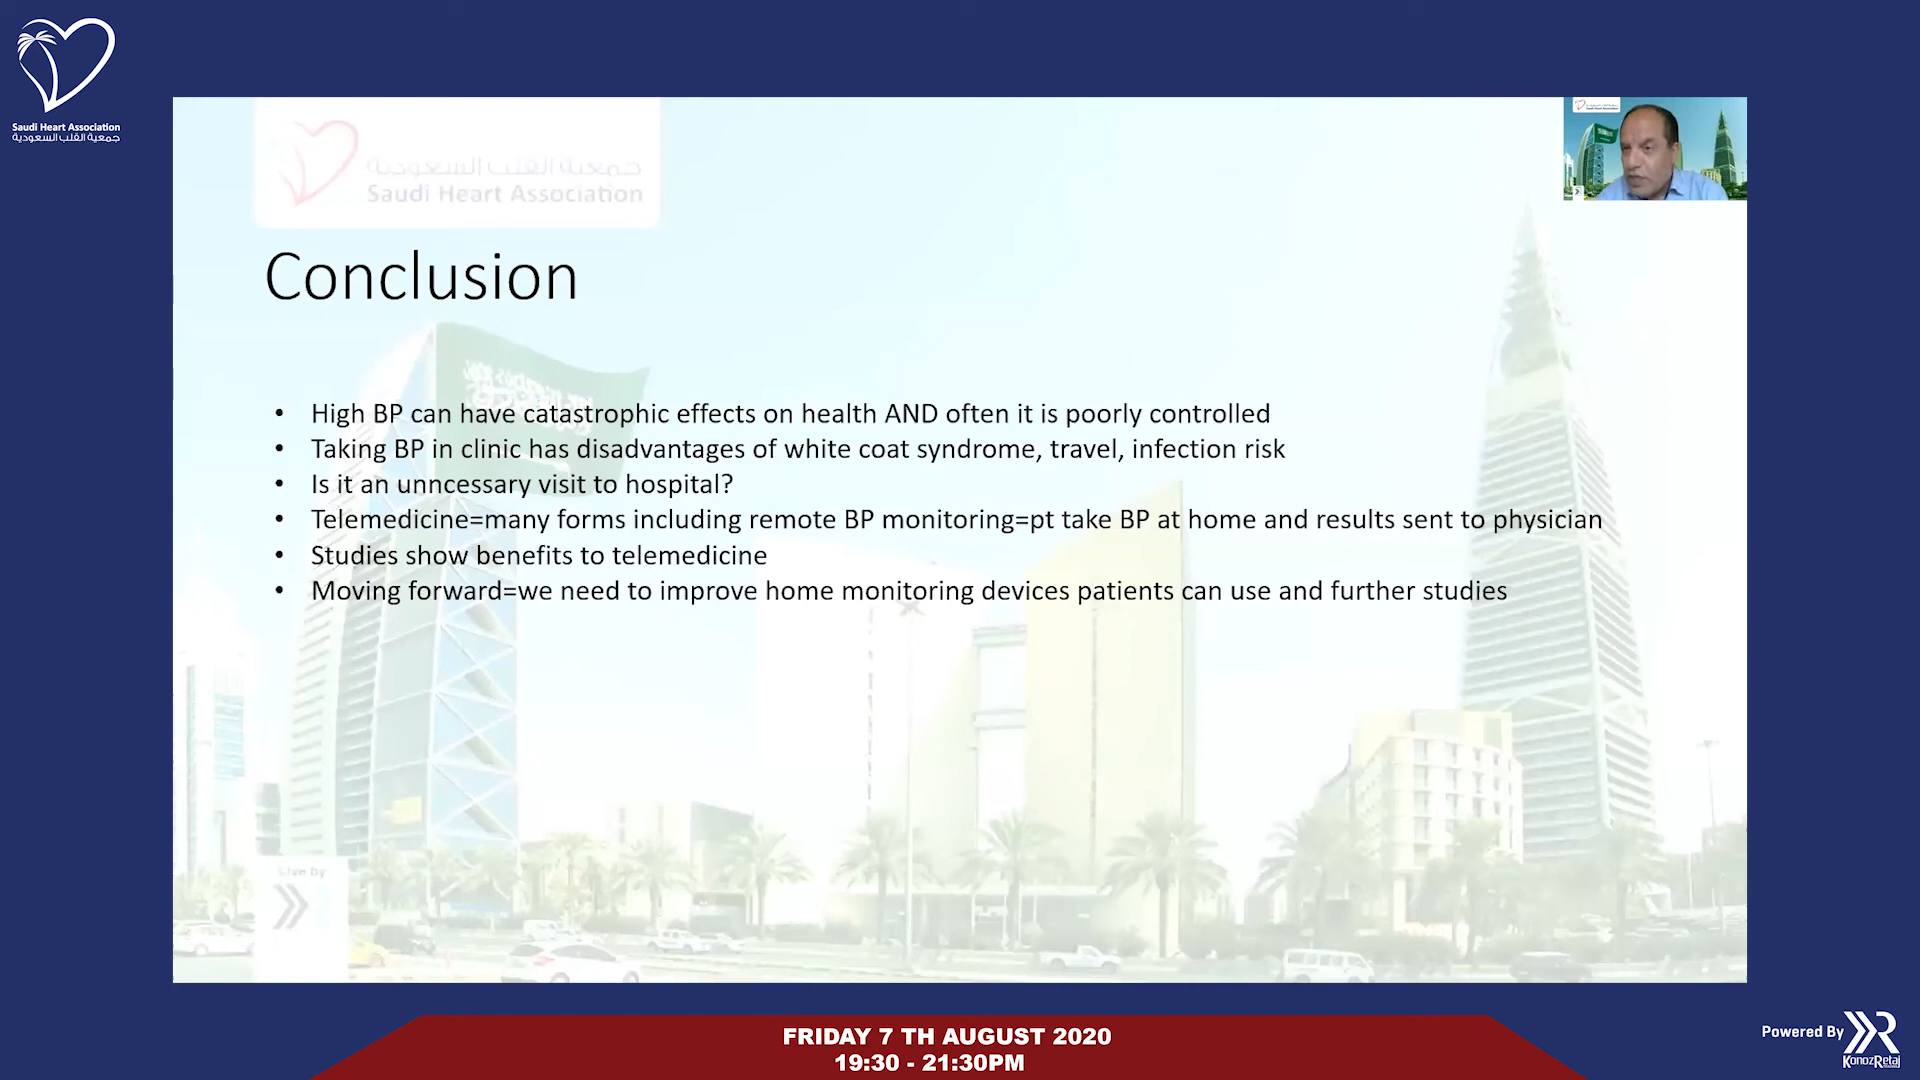 Saudi Heart Association
جمعية القلب السعودية
جمعية القلب السعودية
Saudi Heart Association
Conclusion
• High BP can have catastrophic effects on health AND often it is poorly controlled
• Taking BP in clinic has disadvantages of white coat syndrome, travel, infection risk
• Is it an unncessary visit to hospital?
• Telemedicine=many forms including remote BP monitoring=pt take BP at home and results sent to physician
• Studies show benefits to telemedicine
• Moving forward=we need to improve home monitoring devices patients can use and further studies
Live by
FRIDAY 7 TH AUGUST 2020
19:30 - 21:30PM
Powered By
KonozRetaj